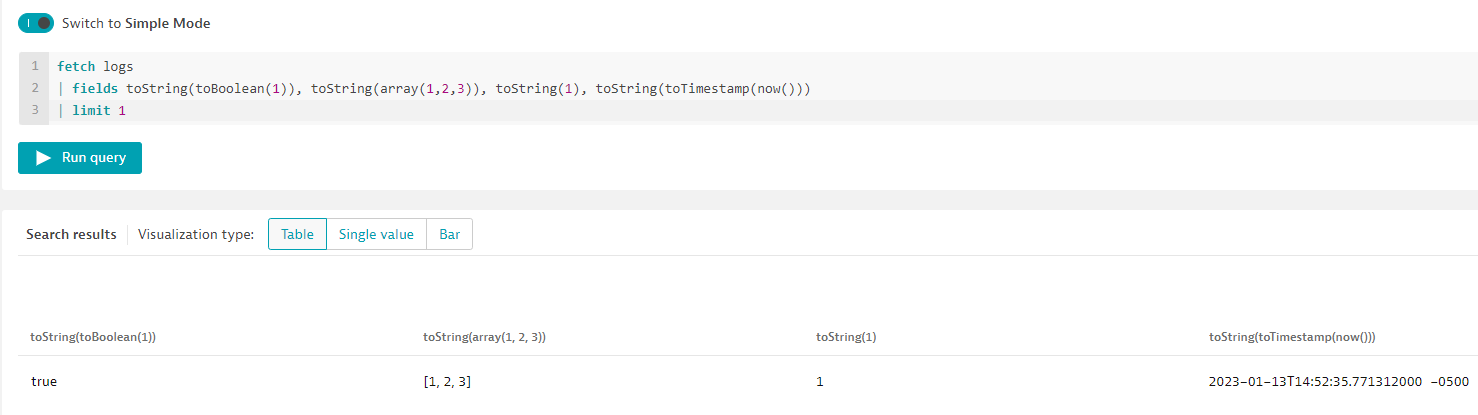 Switch to Simple Mode
1 fetch logs
2 | fields toString(toBoolean(1)), toString(array(1,2,3)), toString(1), toString(toTimestamp(now()))
3 | limit 1
Run query
Search results Visualization type: Table Single value Bar
toString(toBoolean(1)) toString(array(1, 2, 3)) toString(1) toString(toTimestamp(now()))
true [1, 2, 3] 1 2023-01-13T14:52:35.771312000 -0500